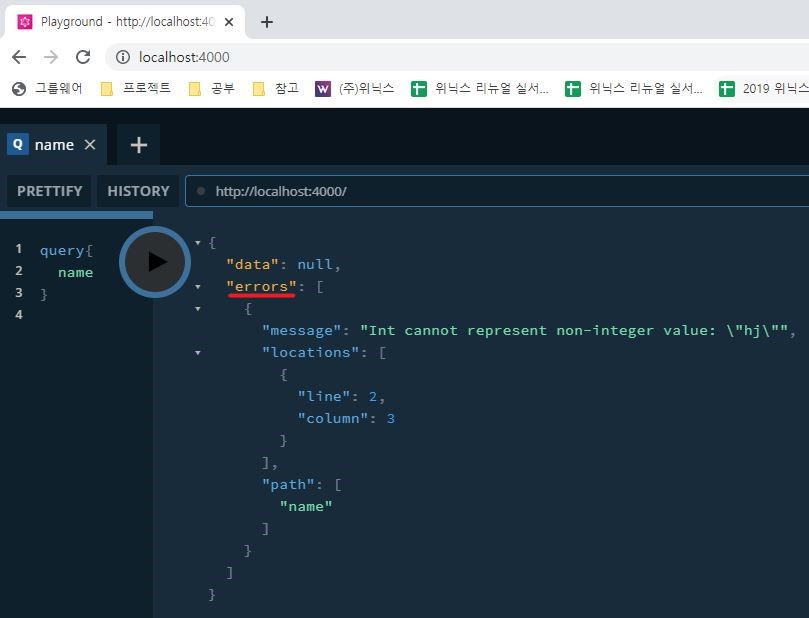 Playground - http://localhost:40
localhost:4000
그룹웨어 프로젝트 공부 참고 W (주)위닉스 위닉스 리뉴얼 실서... 위닉스 리뉴얼 실서... 2019 위닉스
Q name
PRETTIFY HISTORY http://localhost:4000/
1 query{
2 name
3 }
4
{
"data": null,
"errors": [
{
"message": "Int cannot represent non-integer value: \"hj\"",
"locations": [
{
"line": 2,
"column": 3
}
],
"path": [
"name"
]
}
]
}